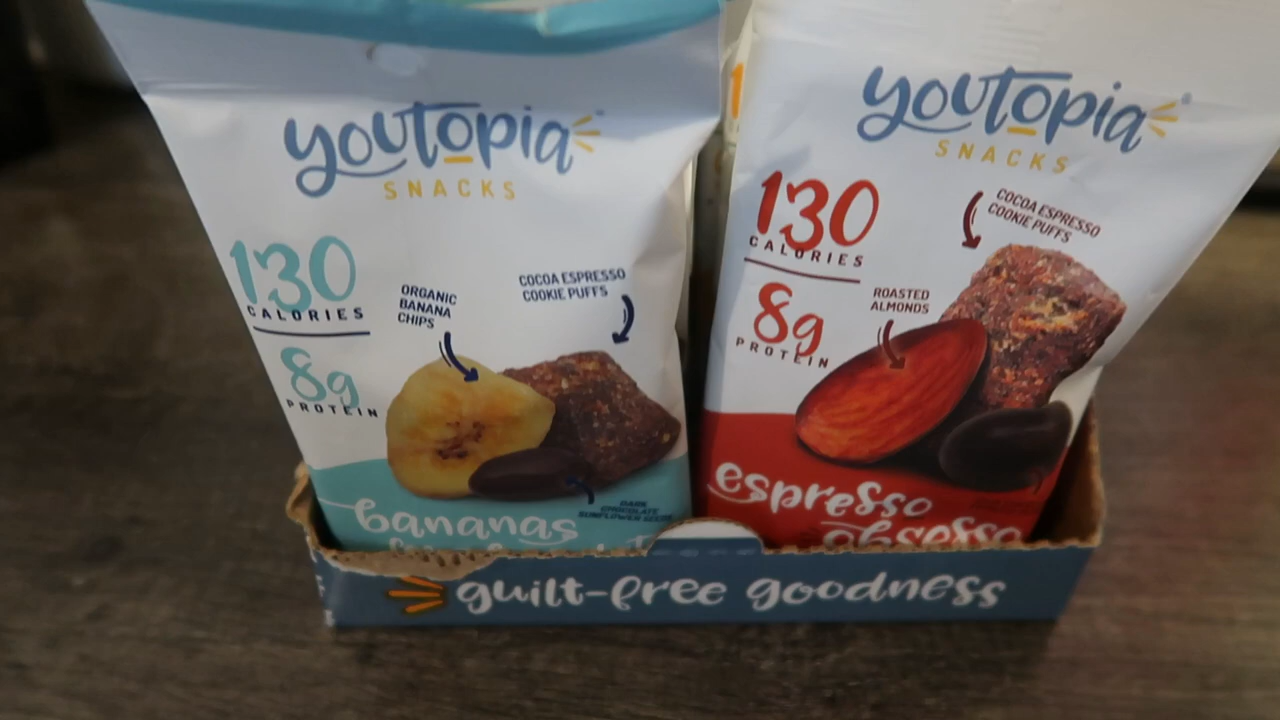 youtopia
SNACKS
130
CALORIES
8g
PROTEIN
ORGANIC
BANANA
CHIPS
COCOA ESPRESSO
COOKIE PUFFS
DARK
CHOCOLATE
SUNFLOWER SEEDS
bananas
youtopia
SNACKS
130
CALORIES
8g
PROTEIN
COCOA ESPRESSO
COOKIE PUFFS
ROASTED
ALMONDS
espresso
obsesso
guilt-free goodness